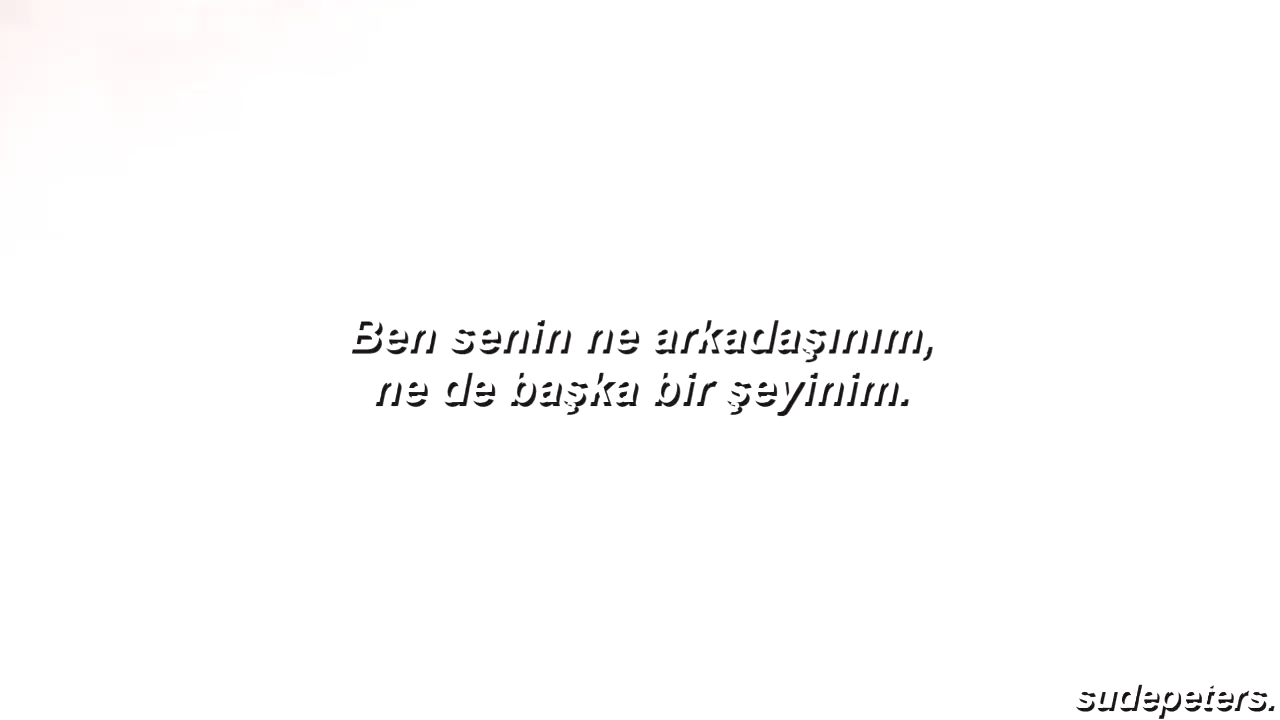 Ben senin ne arkadaşınım,
ne de başka bir şeyinim.
sudepeters.